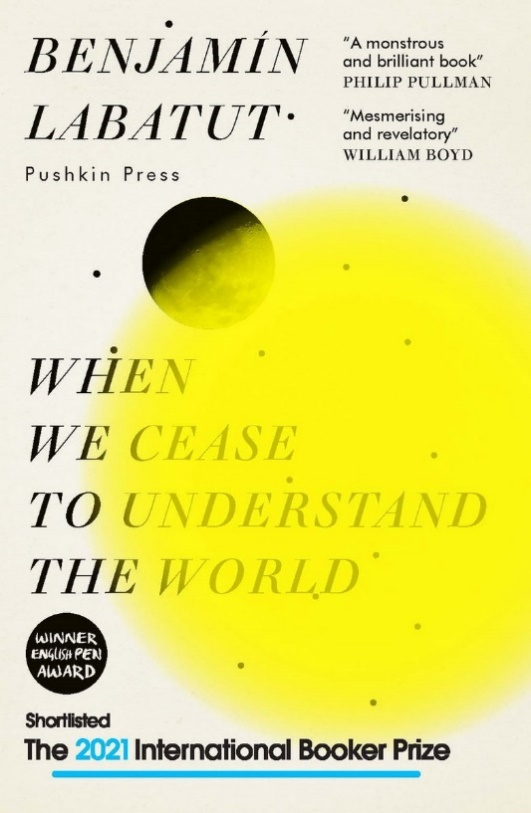 BENJAMÍN
LABATUT
Pushkin Press
"A monstrous
and brilliant book"
PHILIP PULLMAN
"Mesmerising
and revelatory"
WILLIAM BOYD
WHEN
WE CEASE
TO UNDERSTAND
THE WORLD
WINNER
ENGLISH PEN
AWARD
Shortlisted
The 2021 International Booker Prize